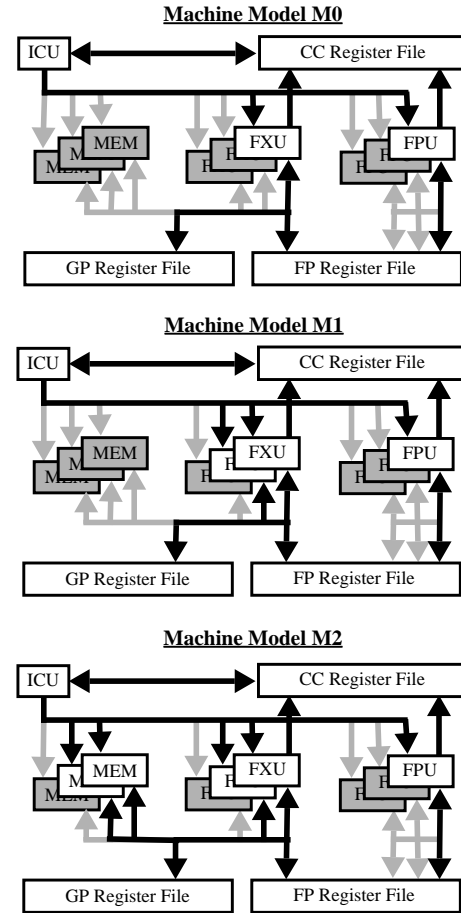 Machine Model M0
ICU
CC Register File
MEM
FXU
FPU
GP Register File
FP Register File
Machine Model M1
ICU
CC Register File
MEM
FXU
FPU
GP Register File
FP Register File
Machine Model M2
ICU
CC Register File
MEM
FXU
FPU
GP Register File
FP Register File